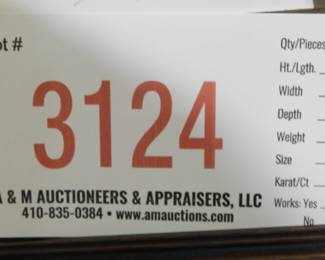 ot #
3124
A & M AUCTIONEERS & APPRAISERS, LLC
410-835-0384 • www.amauctions.com
Qty/Pieces
Ht./Lgth.
Width
Depth
Weight
Size
Karat/Ct
Works: Yes
No